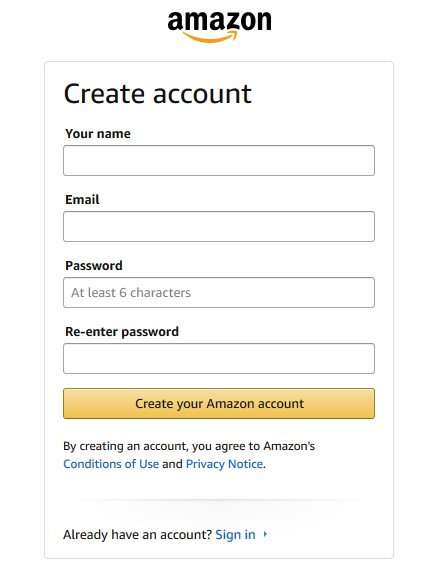 amazon
Create account
Your name
Email
Password
At least 6 characters
Re-enter password
Create your Amazon account
By creating an account, you agree to Amazon's
Conditions of Use and Privacy Notice.
Already have an account? Sign in